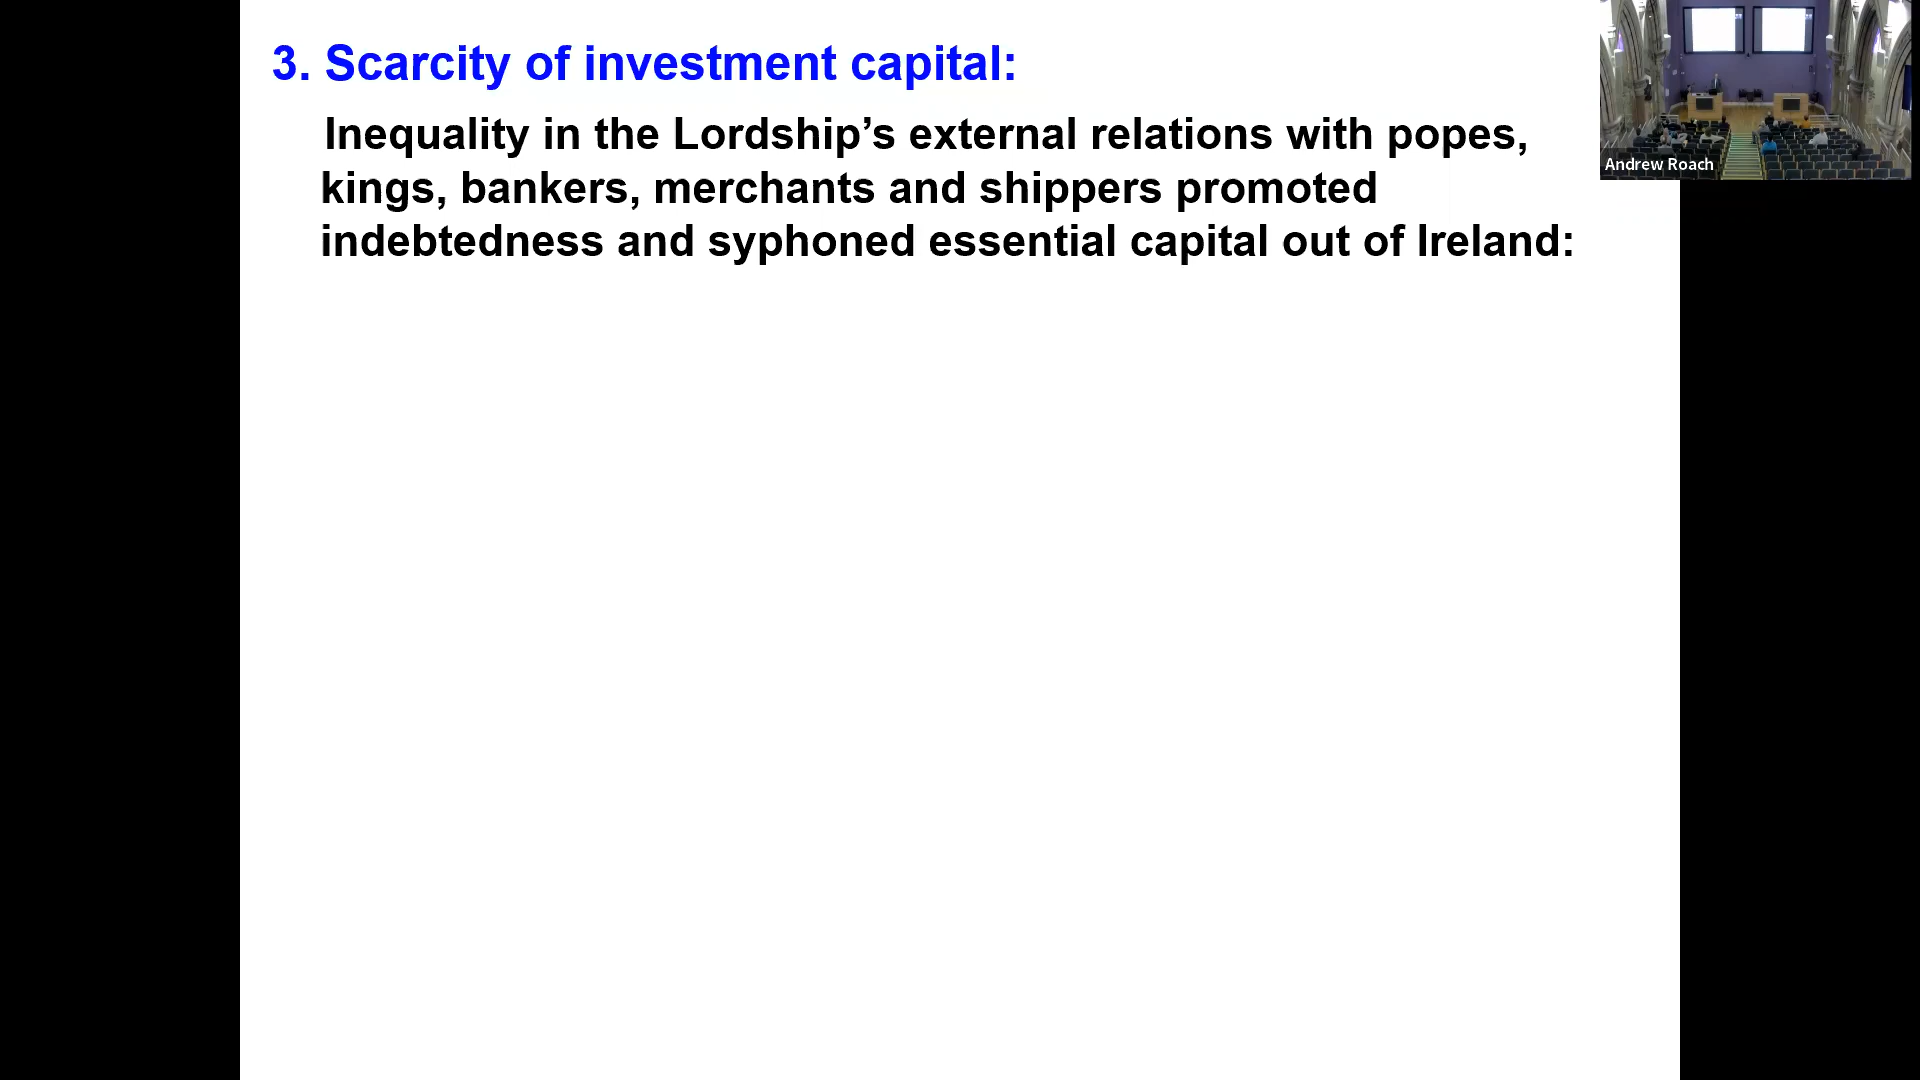 3. Scarcity of investment capital:
Inequality in the Lordship’s external relations with popes,
kings, bankers, merchants and shippers promoted
indebtedness and syphoned essential capital out of Ireland:
Andrew Roach